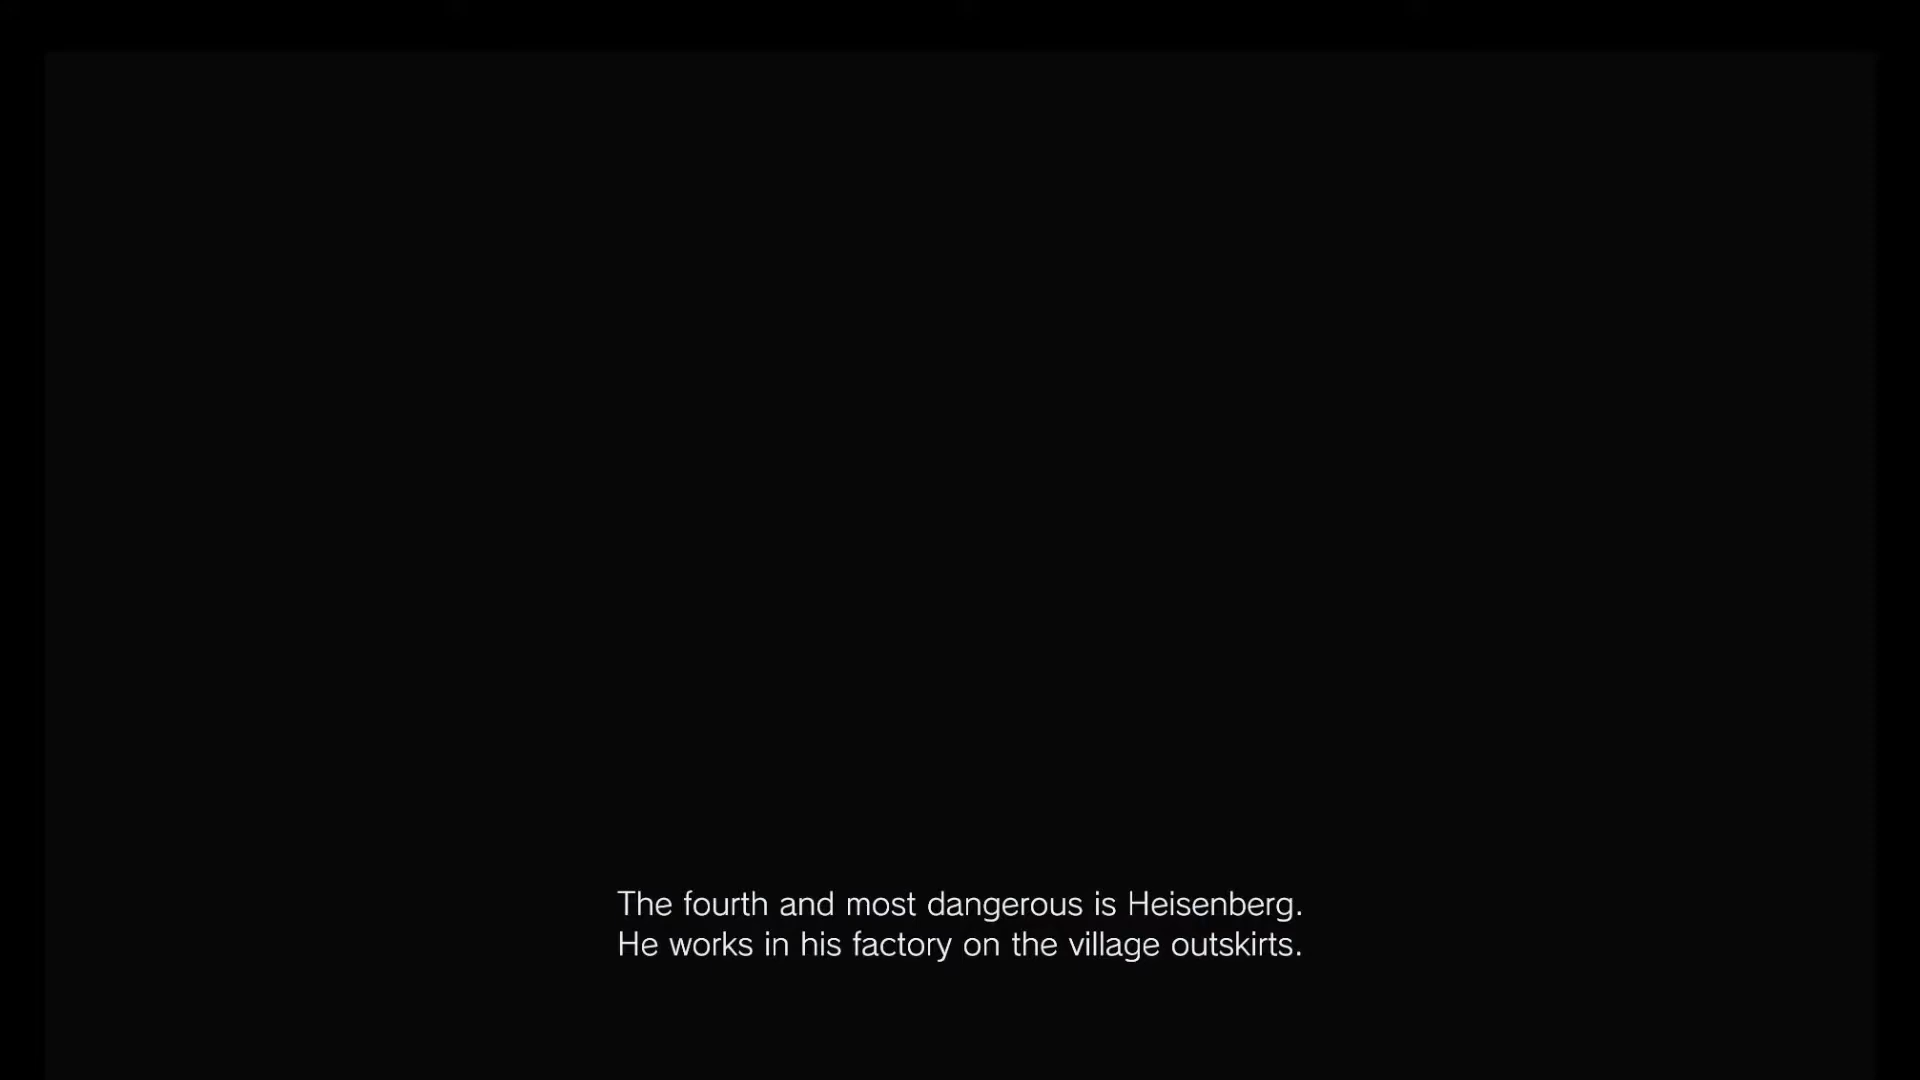 The fourth and most dangerous is Heisenberg.
He works in his factory on the village outskirts.